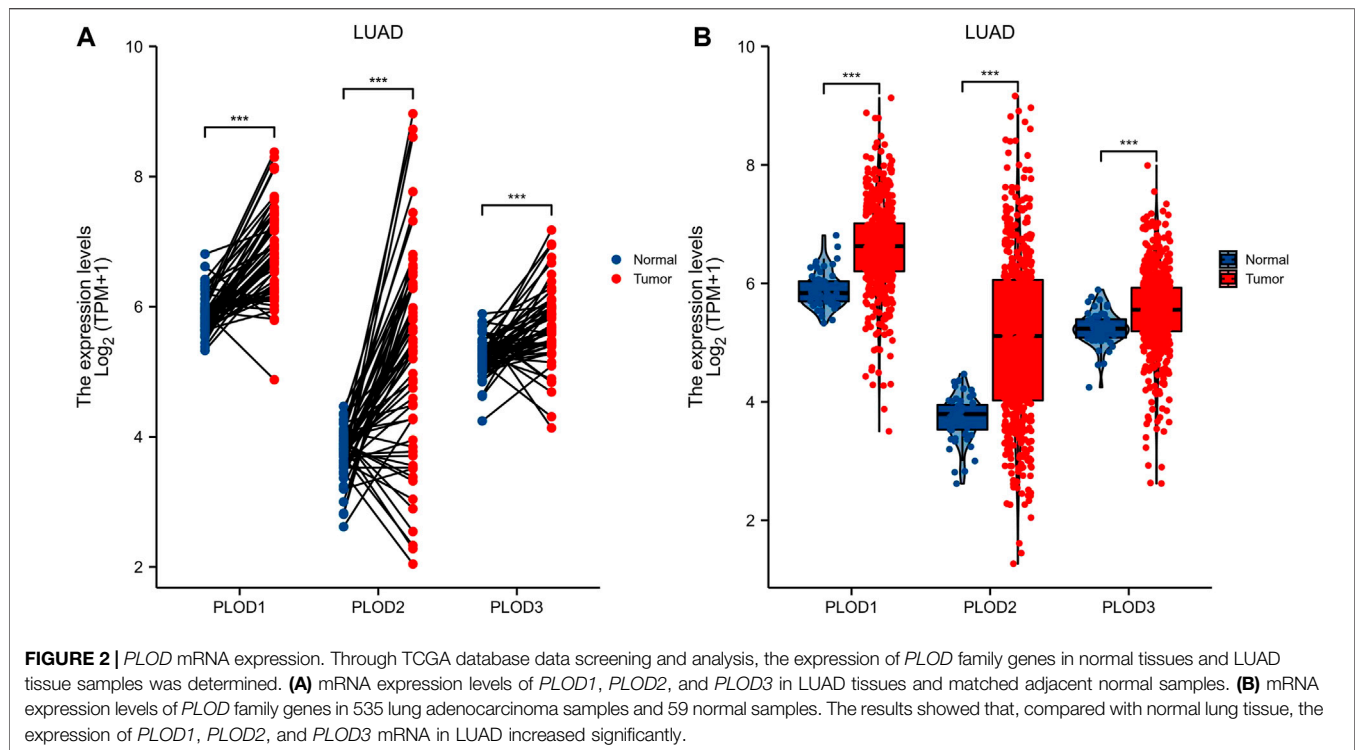 A
LUAD
10
8
6
4
2
The expression levels
Log₂ (TPM+1)
***
***
***
Normal
Tumor
PLOD1
PLOD2
PLOD3
B
LUAD
10
8
6
4
2
The expression levels
Log₂ (TPM+1)
***
***
***
Normal
Tumor
PLOD1
PLOD2
PLOD3
FIGURE 2 | PLOD mRNA expression. Through TCGA database data screening and analysis, the expression of PLOD family genes in normal tissues and LUAD
tissue samples was determined. (A) mRNA expression levels of PLOD1, PLOD2, and PLOD3 in LUAD tissues and matched adjacent normal samples. (B) mRNA
expression levels of PLOD family genes in 535 lung adenocarcinoma samples and 59 normal samples. The results showed that, compared with normal lung tissue, the
expression of PLOD1, PLOD2, and PLOD3 mRNA in LUAD increased significantly.